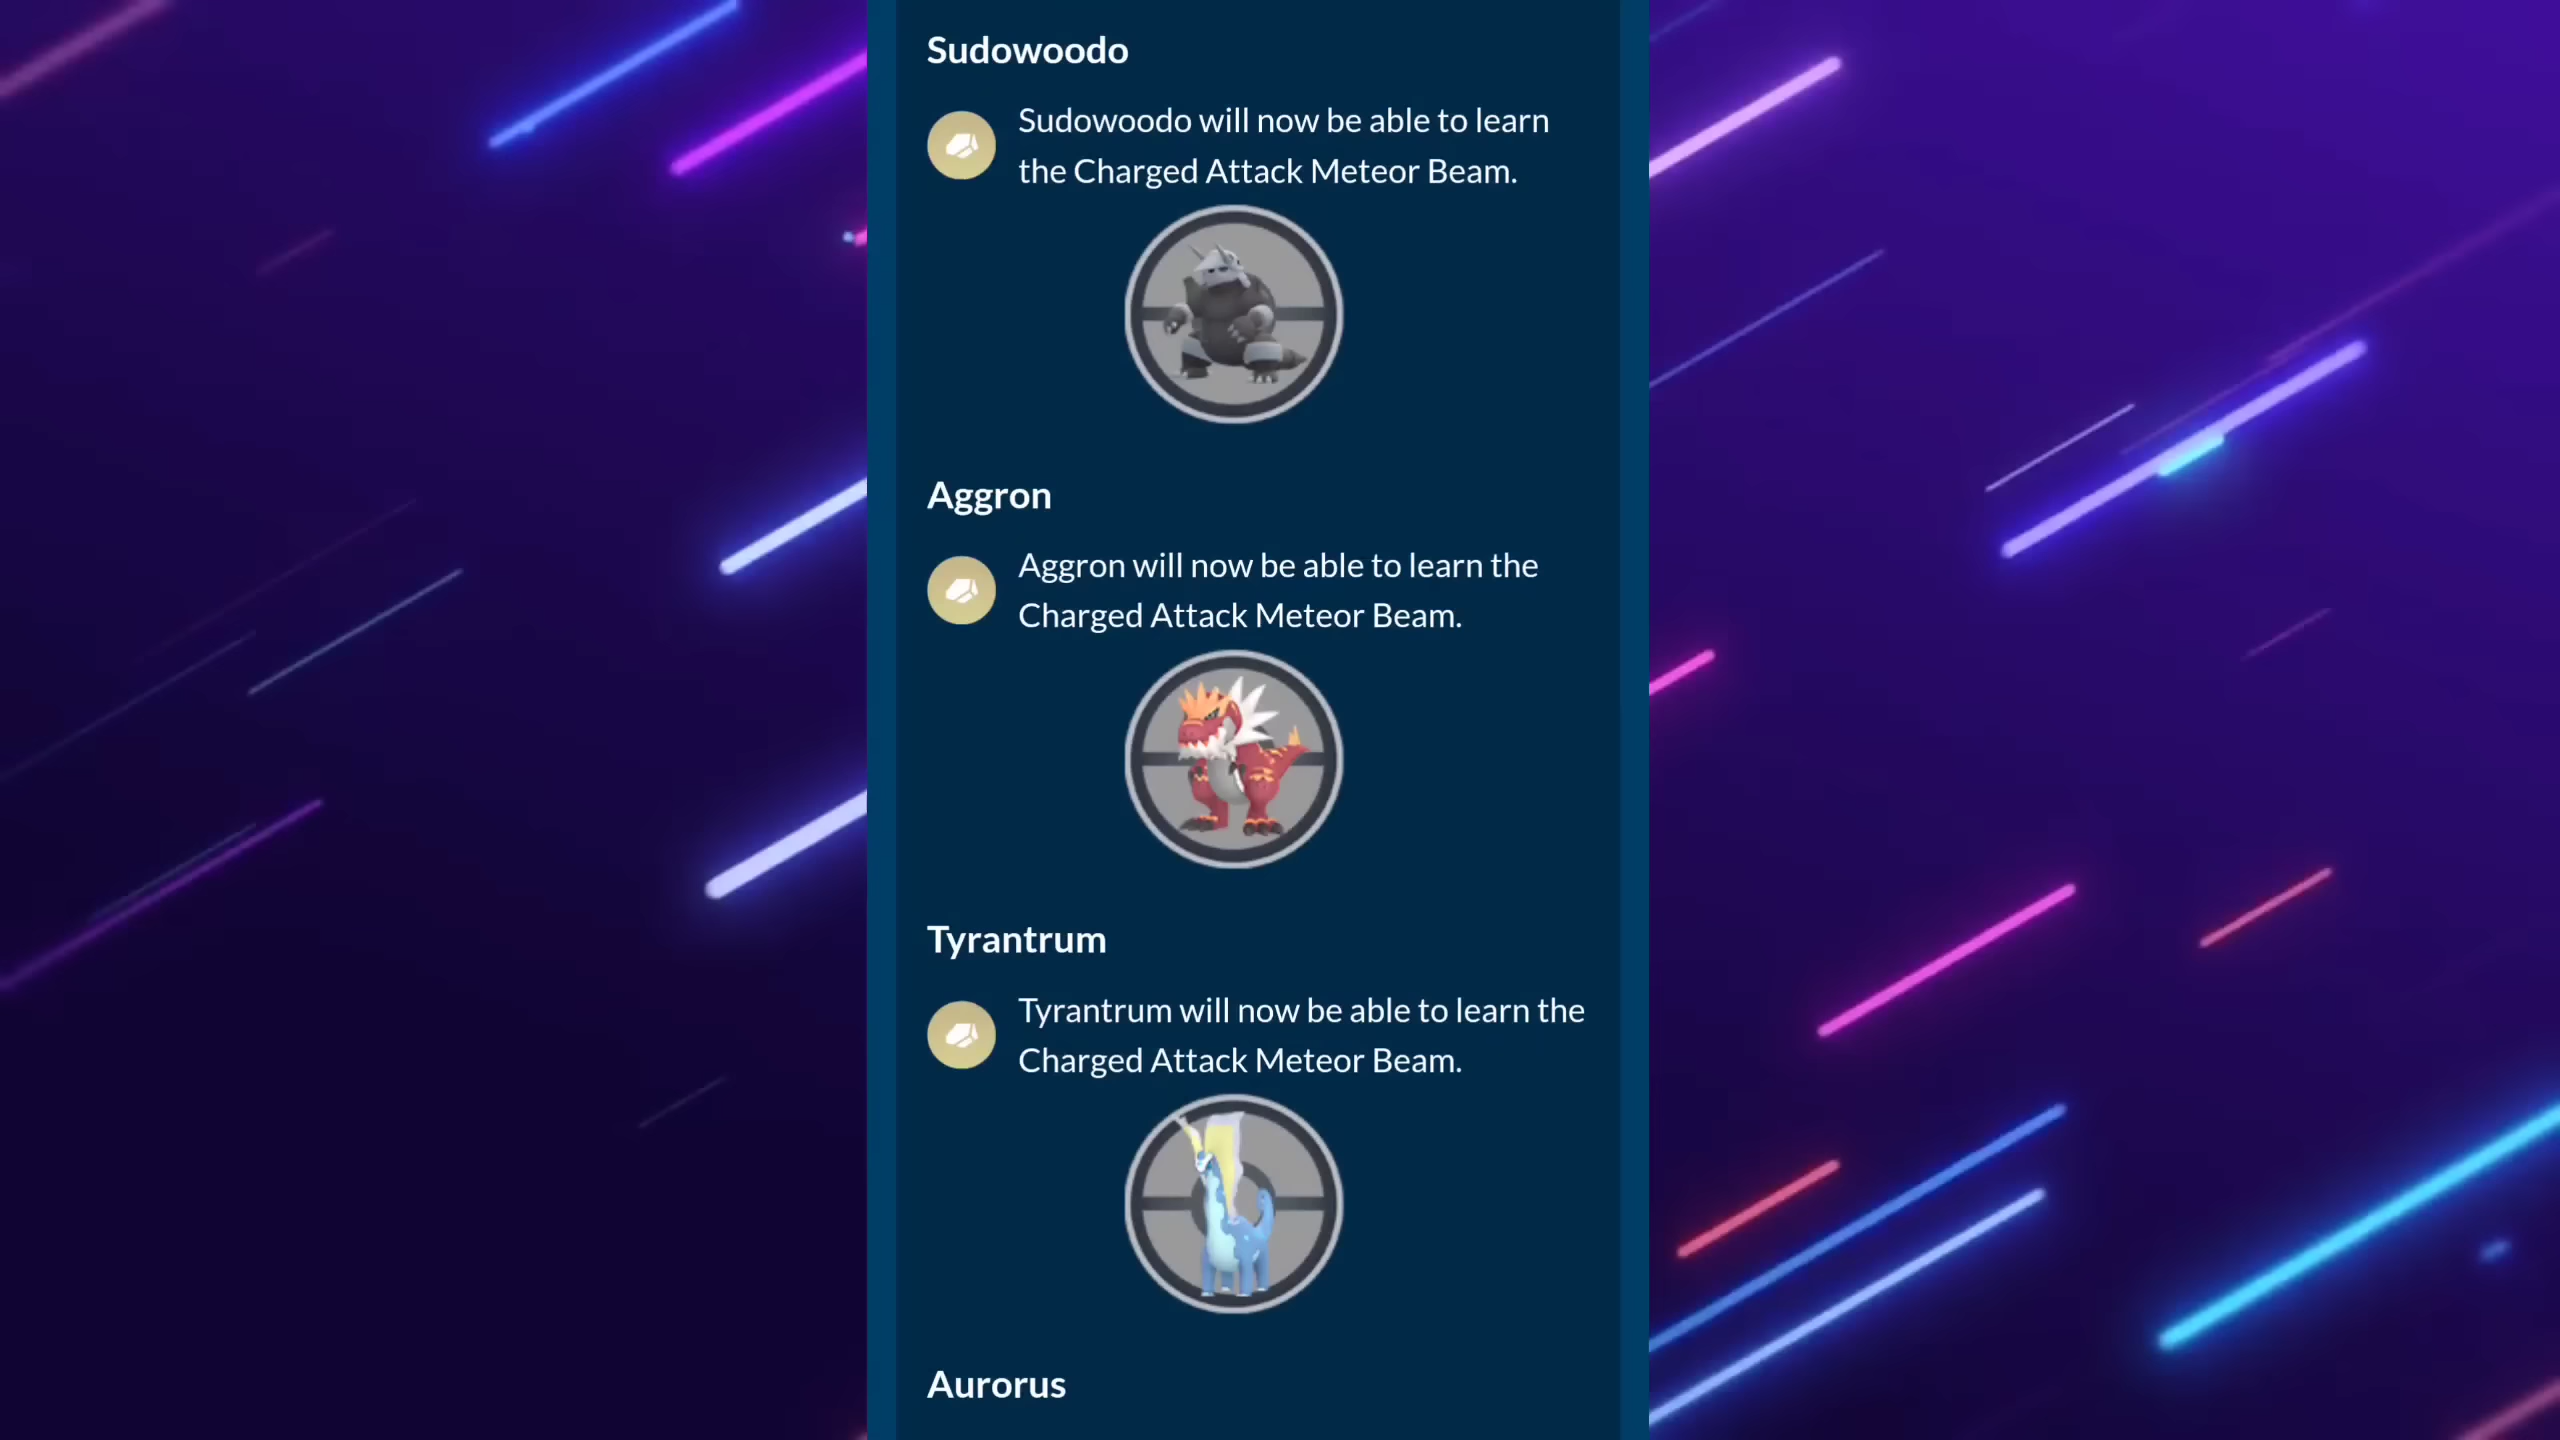 Sudowoodo
Sudowoodo will now be able to learn
the Charged Attack Meteor Beam.
Aggron
Aggron will now be able to learn the
Charged Attack Meteor Beam.
Tyrantrum
Tyrantrum will now be able to learn the
Charged Attack Meteor Beam.
Aurorus